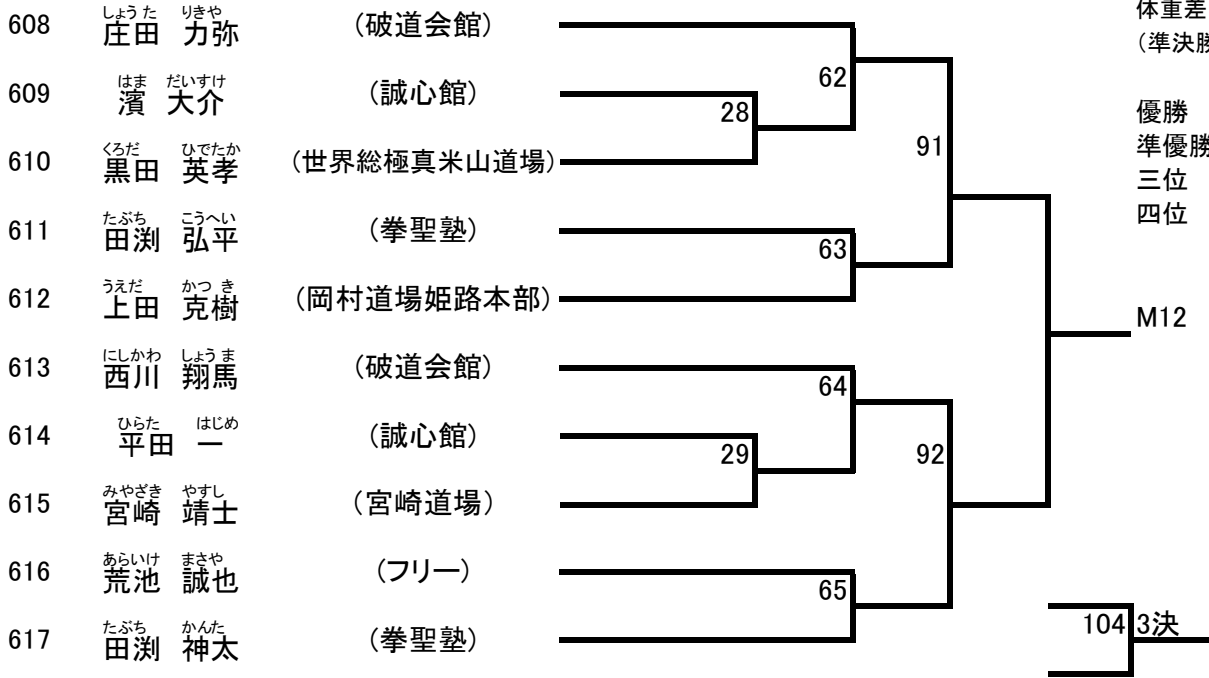 608 庄田 力弥 (破道会館)
しょうた りきや
609 濱 大介 (誠心館)
はま だいすけ
610 黒田 英孝 (世界総極真米山道場)
くろだ ひでたか
611 田渕 弘平 (拳聖塾)
たぶち こうへい
612 上田 克樹 (岡村道場姫路本部)
うえだ かつき
613 西川 翔馬 (破道会館)
にしかわ しょうま
614 平田 一 (誠心館)
ひらた はじめ
615 宮崎 靖士 (宮崎道場)
みやざき やすし
616 荒池 誠也 (フリー)
あらいけ まさや
617 田渕 神太 (拳聖塾)
たぶち かんた
28
29
62
63
64
65
91
92
M12
104 3決
体重差
(準決勝
優勝
準優勝
三位
四位